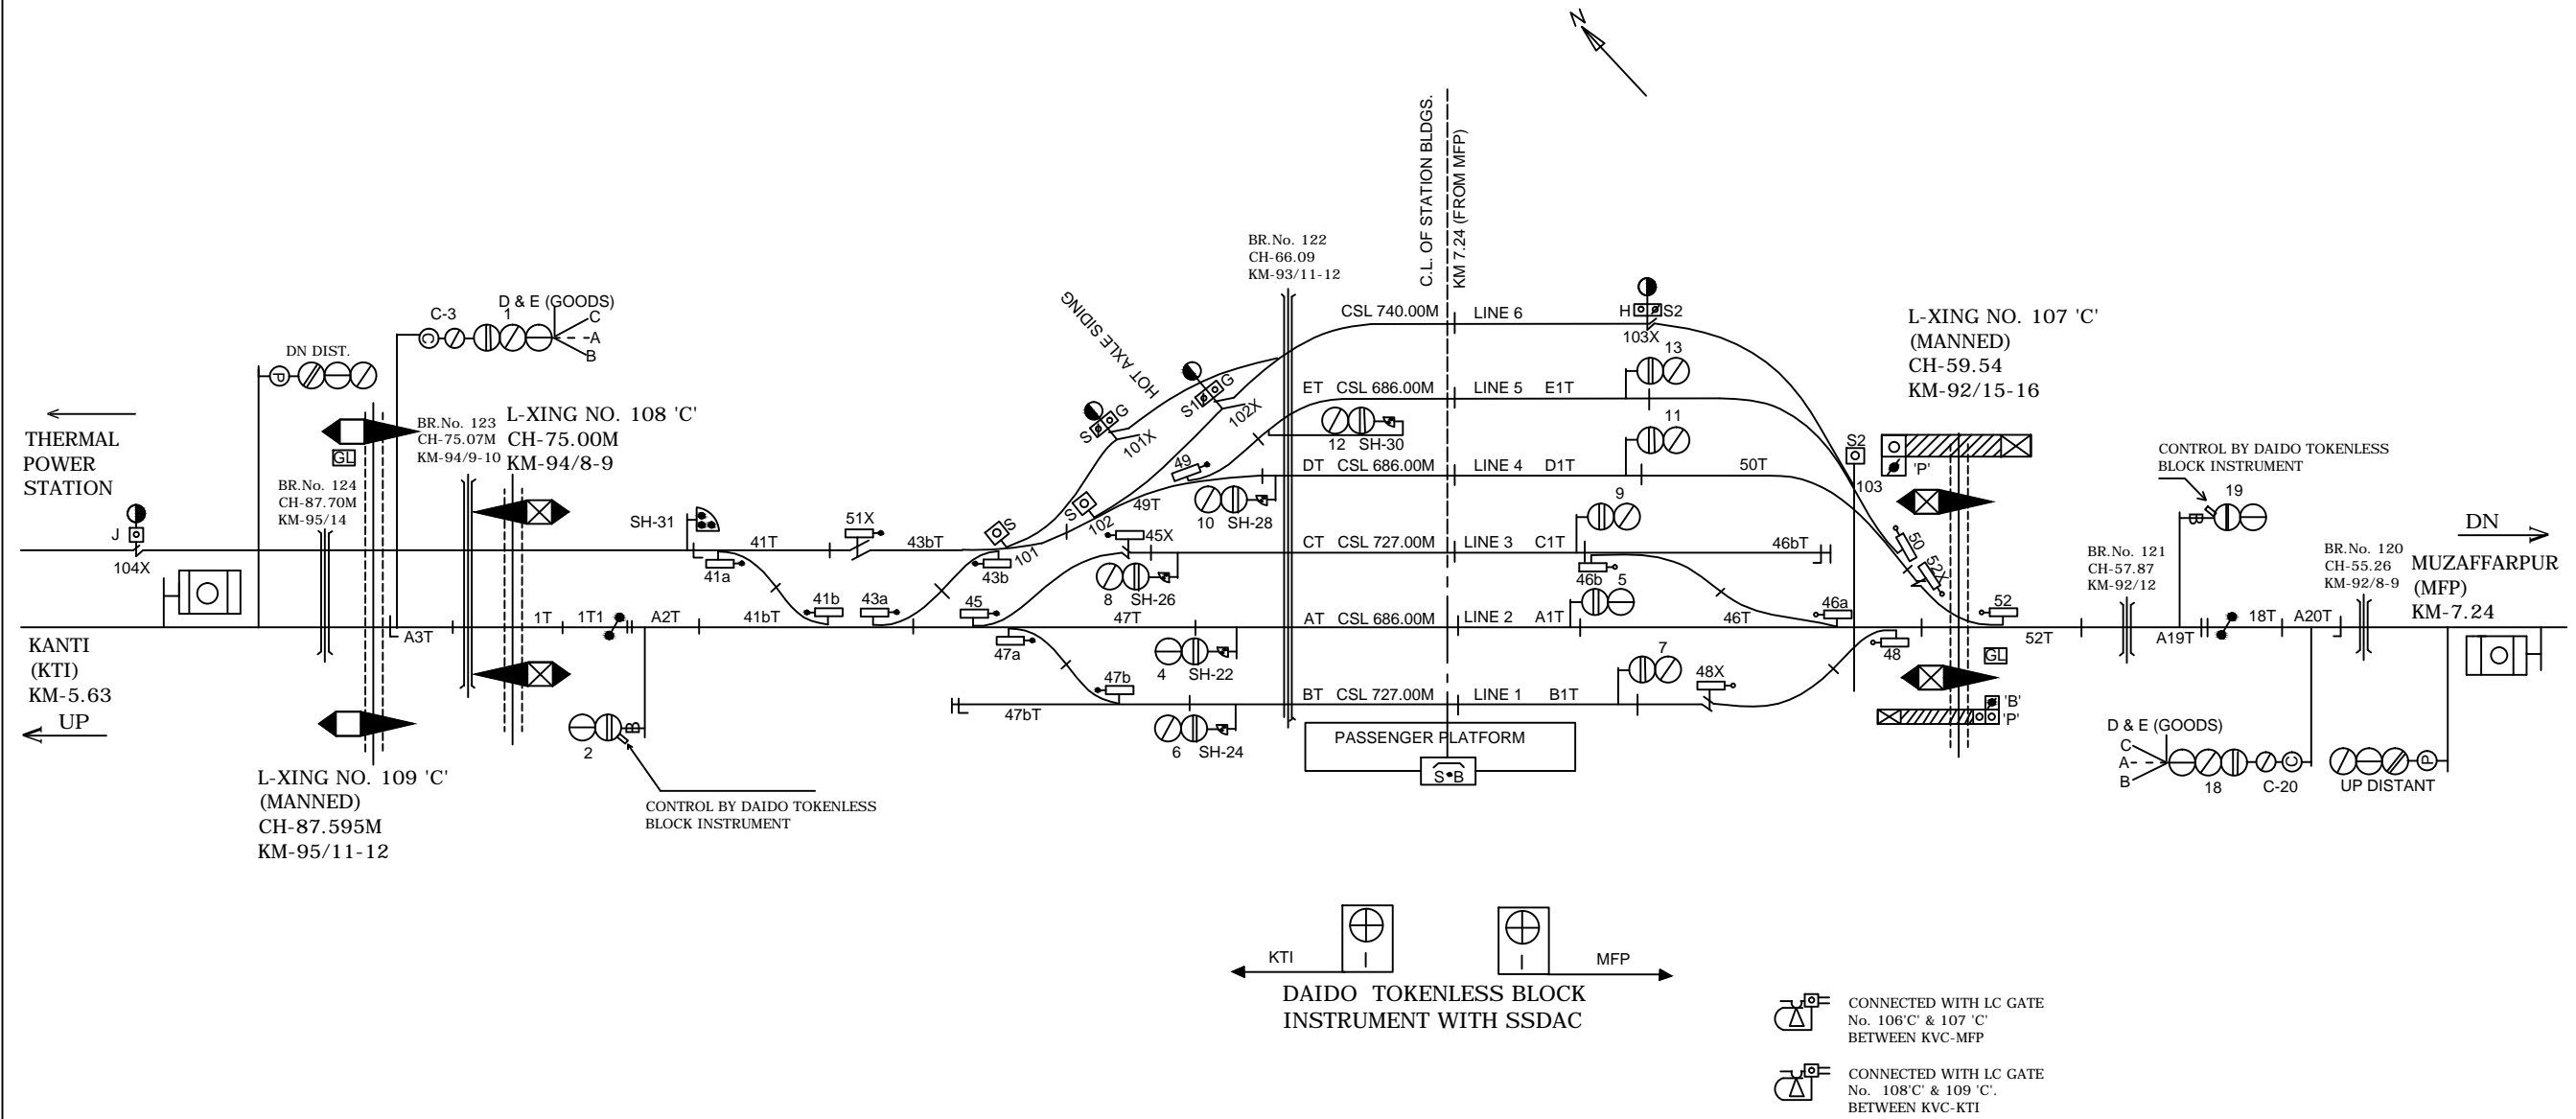 N
C.L. OF STATION BLDGS.
KM 7.24 (FROM MFP)
BR.No. 122
CH-66.09
KM-93/11-12
HOT AXLE SIDING
D & E (GOODS)
C-3
1
C
A
B
C
DN DIST.
P
THERMAL
POWER
STATION
GL
BR.No. 123
CH-75.07M
KM-94/9-10
L-XING NO. 108 'C'
CH-75.00M
KM-94/8-9
BR.No. 124
CH-87.70M
KM-95/14
J
104X
SH-31
41T
51X
43bT
41a
41b
43a
43b
45
45X
S
101
S
102
49T
49
S
G
101X
S1
G
102X
CSL 740.00M
LINE 6
H
S2
103X
13
ET CSL 686.00M
LINE 5
E1T
12
SH-30
11
DT CSL 686.00M
LINE 4
D1T
50T
10
SH-28
9
CT CSL 727.00M
LINE 3
C1T
46bT
8
SH-26
46b
5
46a
AT CSL 686.00M
LINE 2
A1T
46T
47T
47a
4
SH-22
7
48X
48
BT CSL 727.00M
LINE 1
B1T
47b
47bT
6
SH-24
PASSENGER PLATFORM
S B
KANTI
(KTI)
KM-5.63
UP
A3T
1T
1T1
A2T
41bT
2
B
CONTROL BY DAIDO TOKENLESS
BLOCK INSTRUMENT
L-XING NO. 109 'C'
(MANNED)
CH-87.595M
KM-95/11-12
L-XING NO. 107 'C'
(MANNED)
CH-59.54
KM-92/15-16
S2
103
'P'
50
52X
52
52T
GL
'B'
'P'
CONTROL BY DAIDO TOKENLESS
BLOCK INSTRUMENT
19
B
DN
BR.No. 121
CH-57.87
KM-92/12
BR.No. 120
CH-55.26
KM-92/8-9
MUZAFFARPUR
(MFP)
KM-7.24
A19T
18T
A20T
D & E (GOODS)
C
A
B
18
C-20
C
P
UP DISTANT
KTI
MFP
DAIDO TOKENLESS BLOCK
INSTRUMENT WITH SSDAC
CONNECTED WITH LC GATE
No. 106'C' & 107 'C'
BETWEEN KVC-MFP
CONNECTED WITH LC GATE
No. 108'C' & 109 'C'.
BETWEEN KVC-KTI